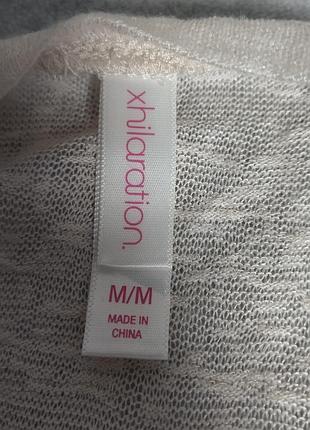 xhilaration.
M/M
MADE IN
CHINA